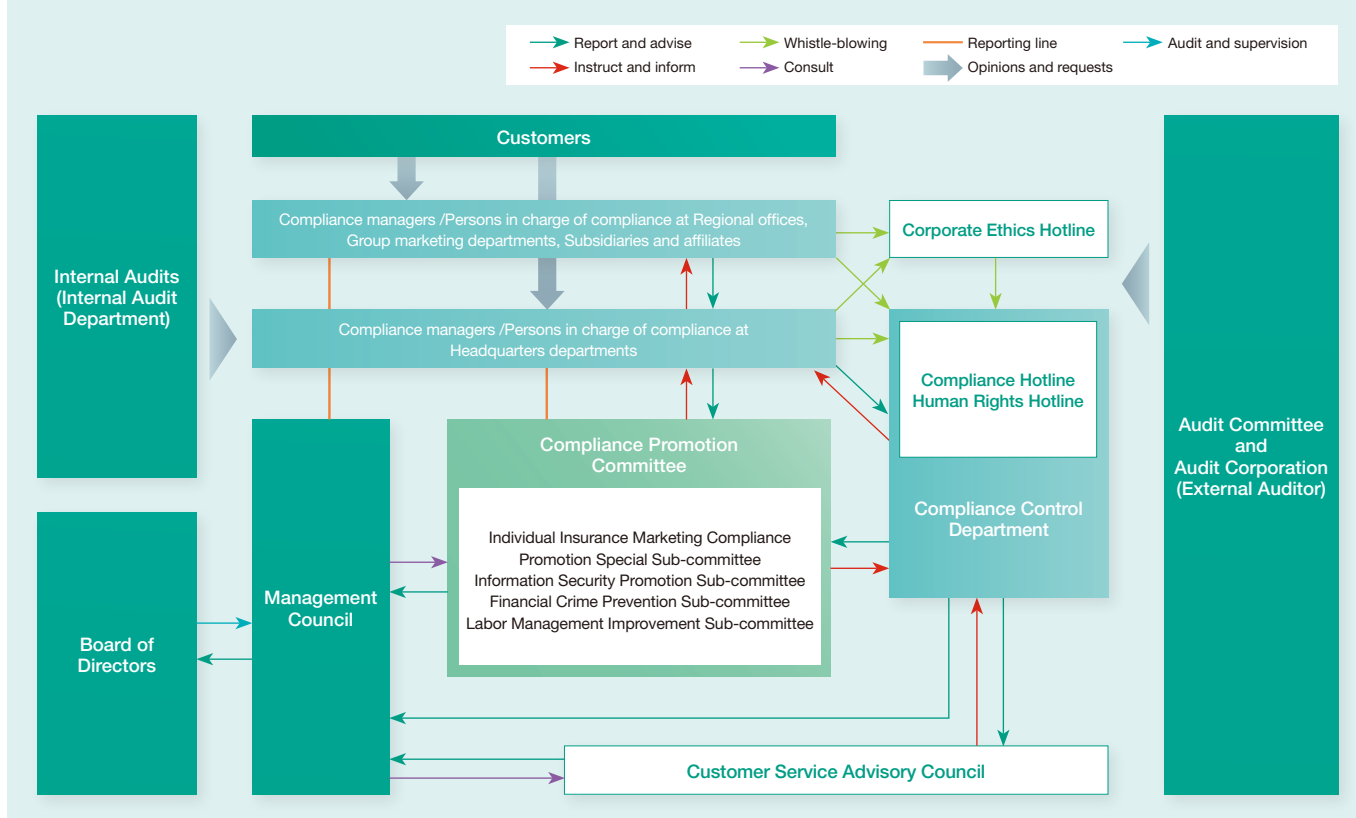 Report and advise
Whistle-blowing
Reporting line
Audit and supervision
Instruct and inform
Consult
Opinions and requests
Customers
Compliance managers /Persons in charge of compliance at Regional offices,
Group marketing departments, Subsidiaries and affiliates
Corporate Ethics Hotline
Internal Audits
(Internal Audit
Department)
Compliance managers /Persons in charge of compliance at
Headquarters departments
Compliance Hotline
Human Rights Hotline
Compliance Control
Department
Audit Committee
and
Audit Corporation
(External Auditor)
Compliance Promotion
Committee
Individual Insurance Marketing Compliance
Promotion Special Sub-committee
Information Security Promotion Sub-committee
Financial Crime Prevention Sub-committee
Labor Management Improvement Sub-committee
Management
Council
Board of
Directors
Customer Service Advisory Council